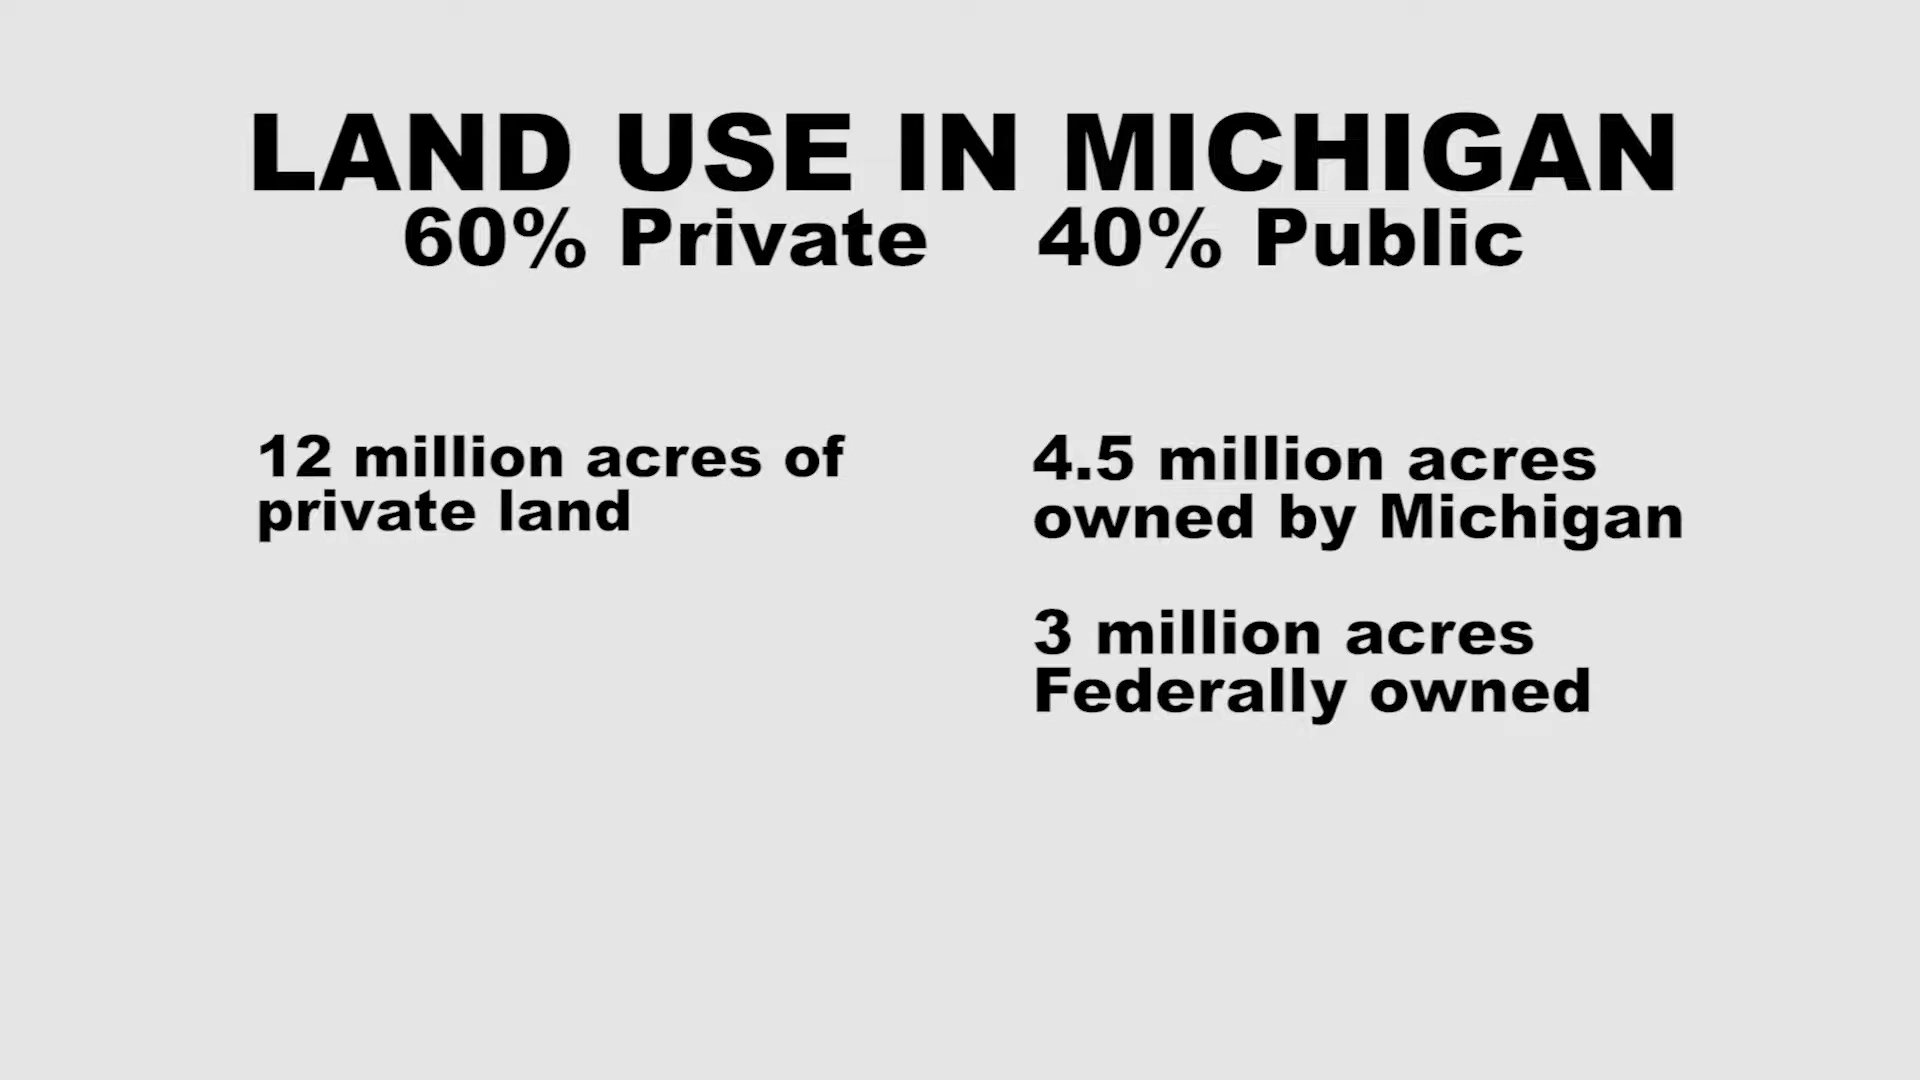 LAND USE IN MICHIGAN
60% Private 40% Public
12 million acres of
private land
4.5 million acres
owned by Michigan
3 million acres
Federally owned